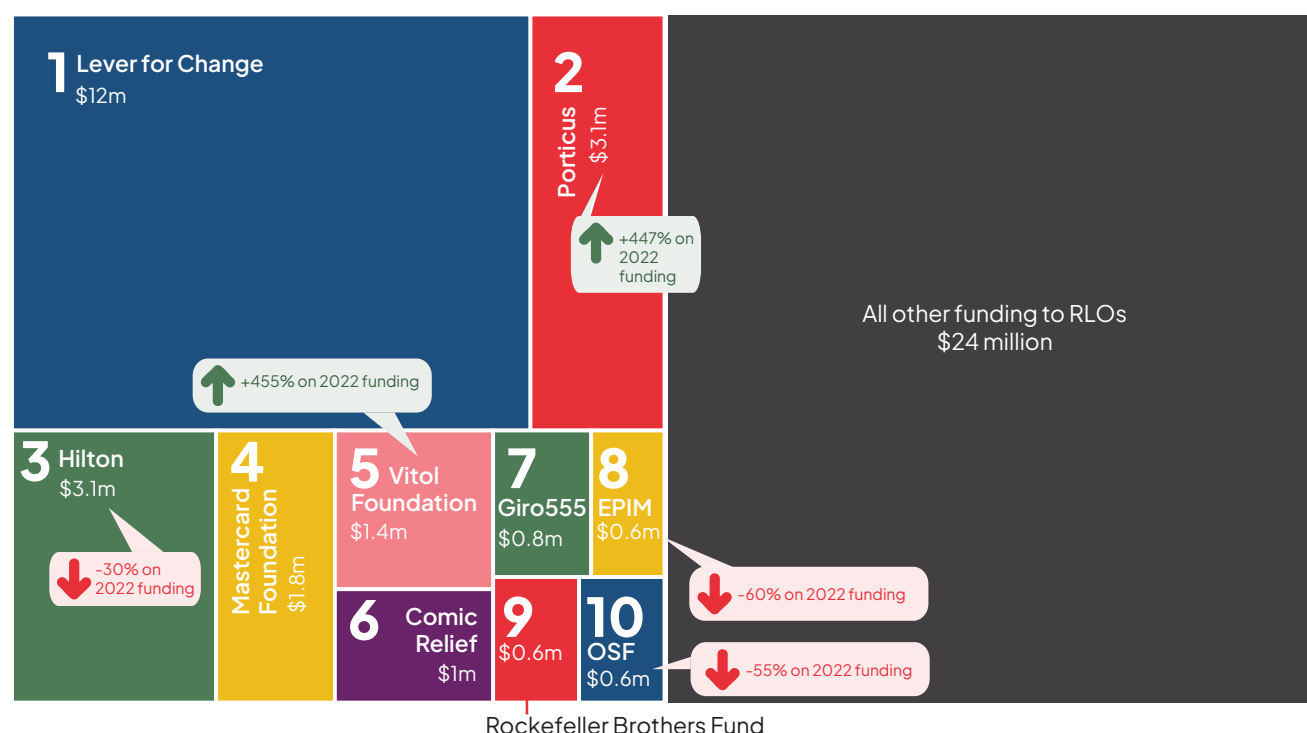 1 Lever for Change
$12m
2
Porticus
$3.1m
+447% on
2022
funding
All other funding to RLOs
$24 million
+455% on 2022 funding
3 Hilton
$3.1m
-30% on
2022 funding
4
Mastercard
Foundation
$1.8m
5 Vitol
Foundation
$1.4m
6 Comic
Relief
$1m
7
Giro555
$0.8m
8
EPIM
$0.6m
-60% on 2022 funding
9
$0.6m
10
OSF
$0.6m
-55% on 2022 funding
Rockefeller Brothers Fund